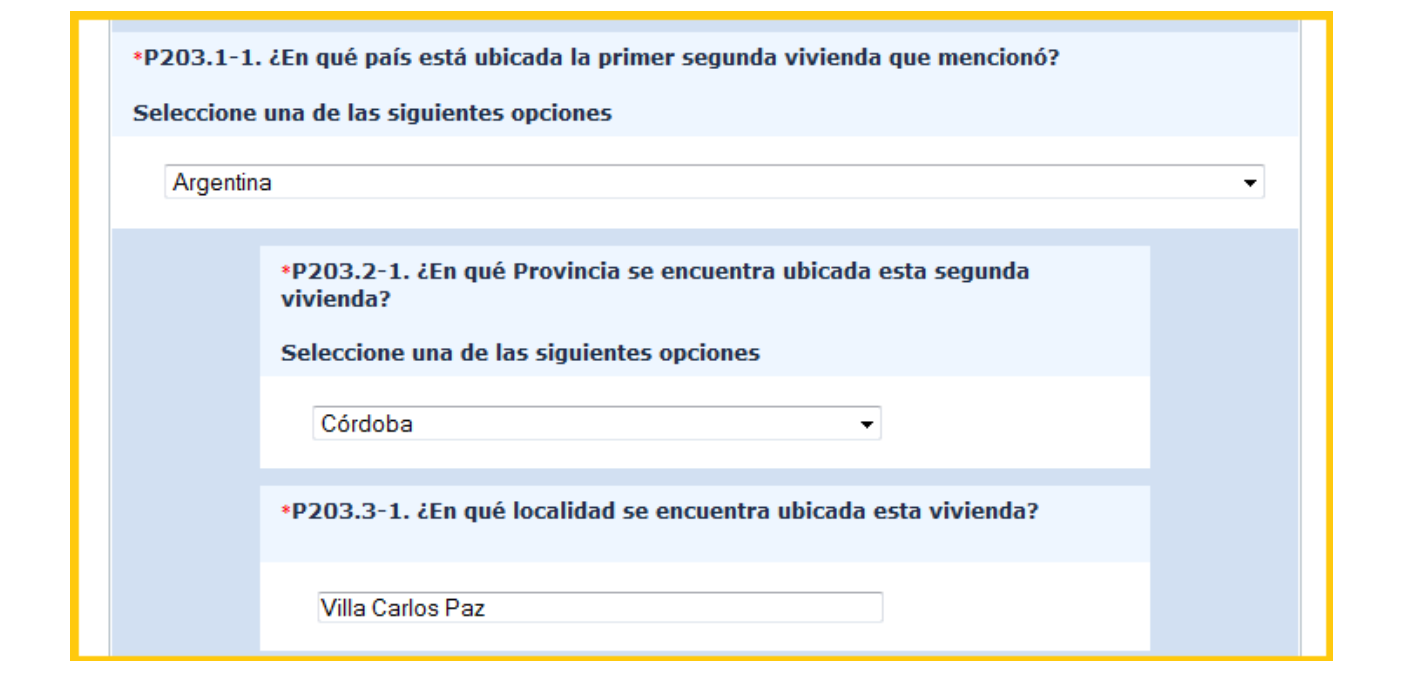 *P203.1-1. ¿En qué país está ubicada la primer segunda vivienda que mencionó?
Seleccione una de las siguientes opciones
Argentina
*P203.2-1. ¿En qué Provincia se encuentra ubicada esta segunda
vivienda?
Seleccione una de las siguientes opciones
Córdoba
*P203.3-1. ¿En qué localidad se encuentra ubicada esta vivienda?
Villa Carlos Paz